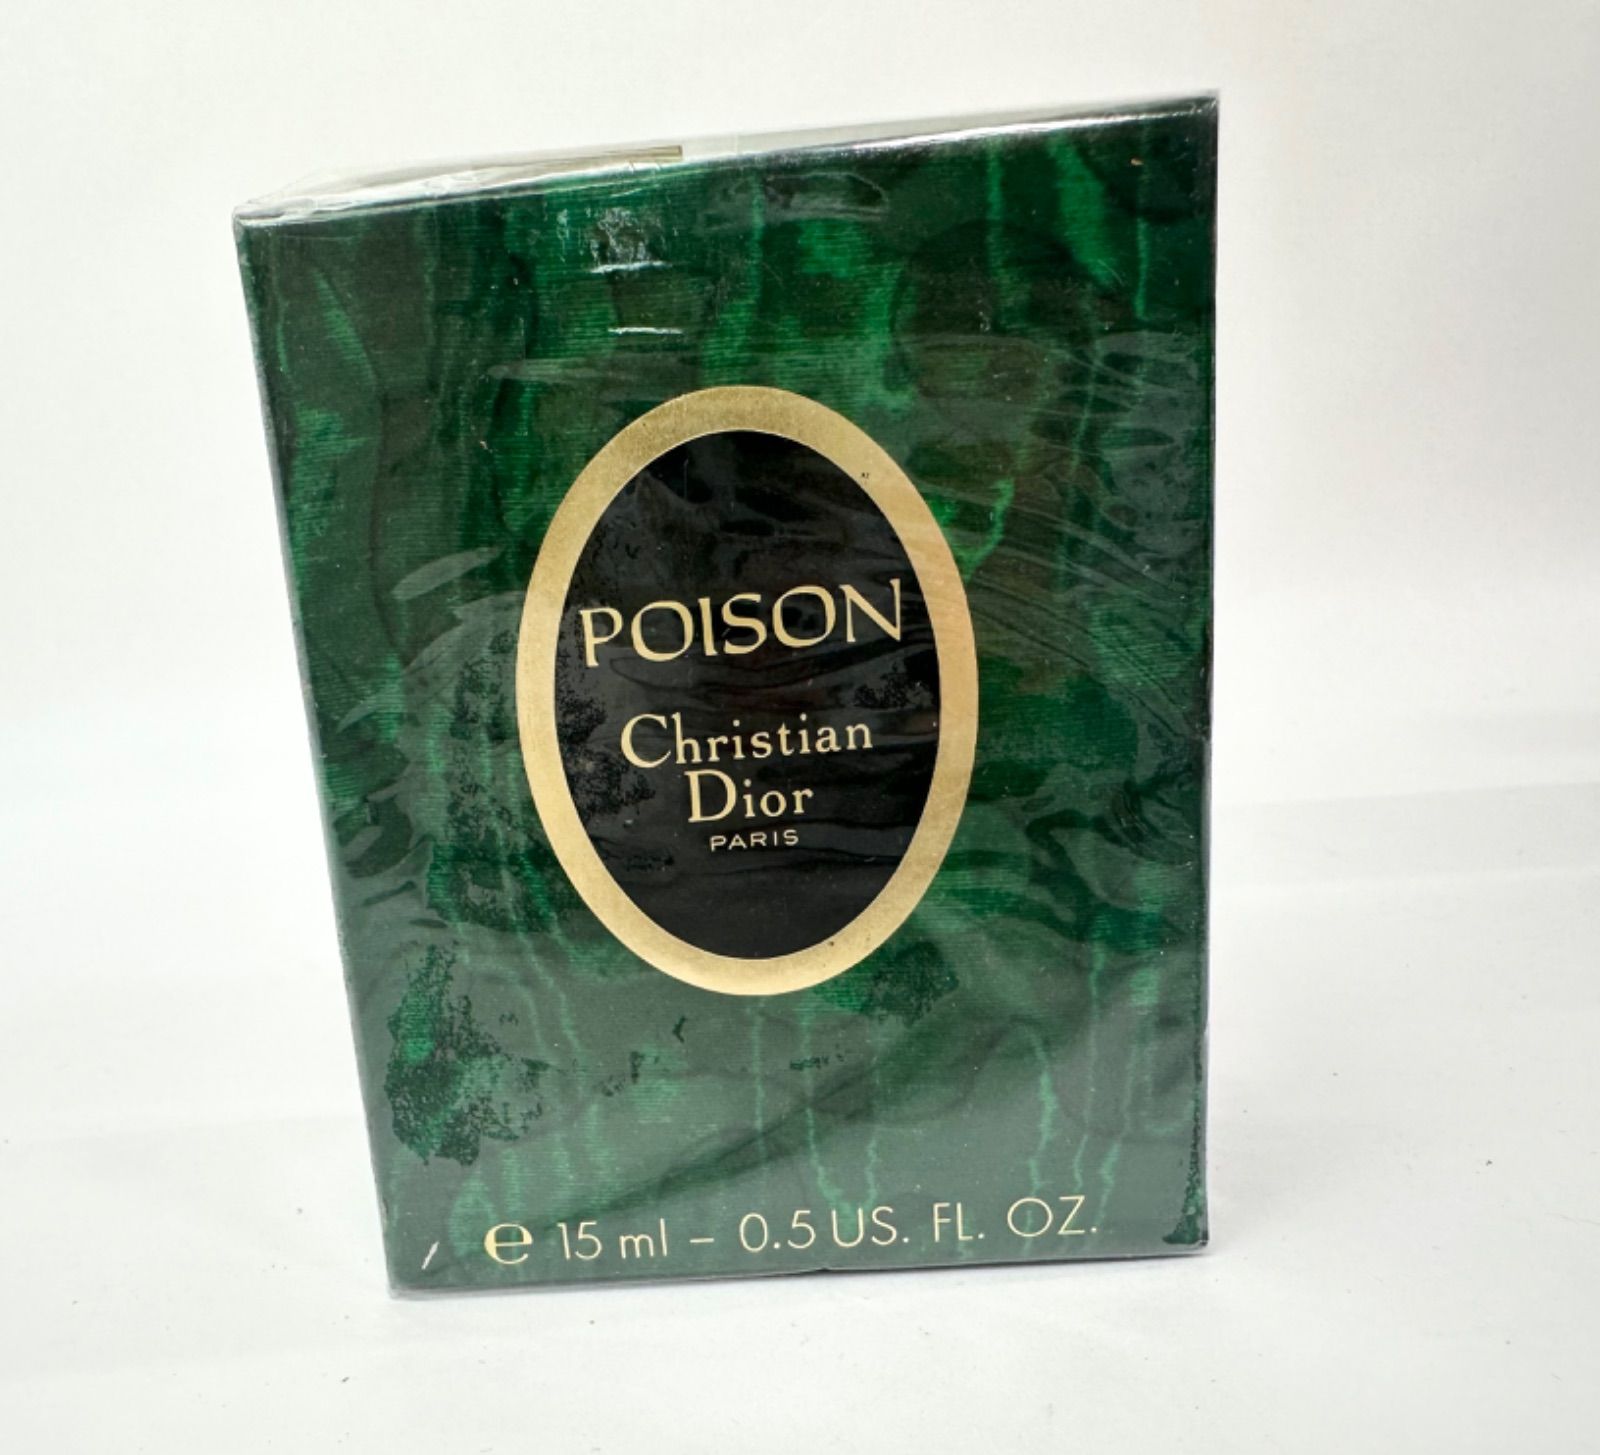 POISON
Christian
Dior
PARIS
℮ 15 ml – 0.5 US. FL. OZ.